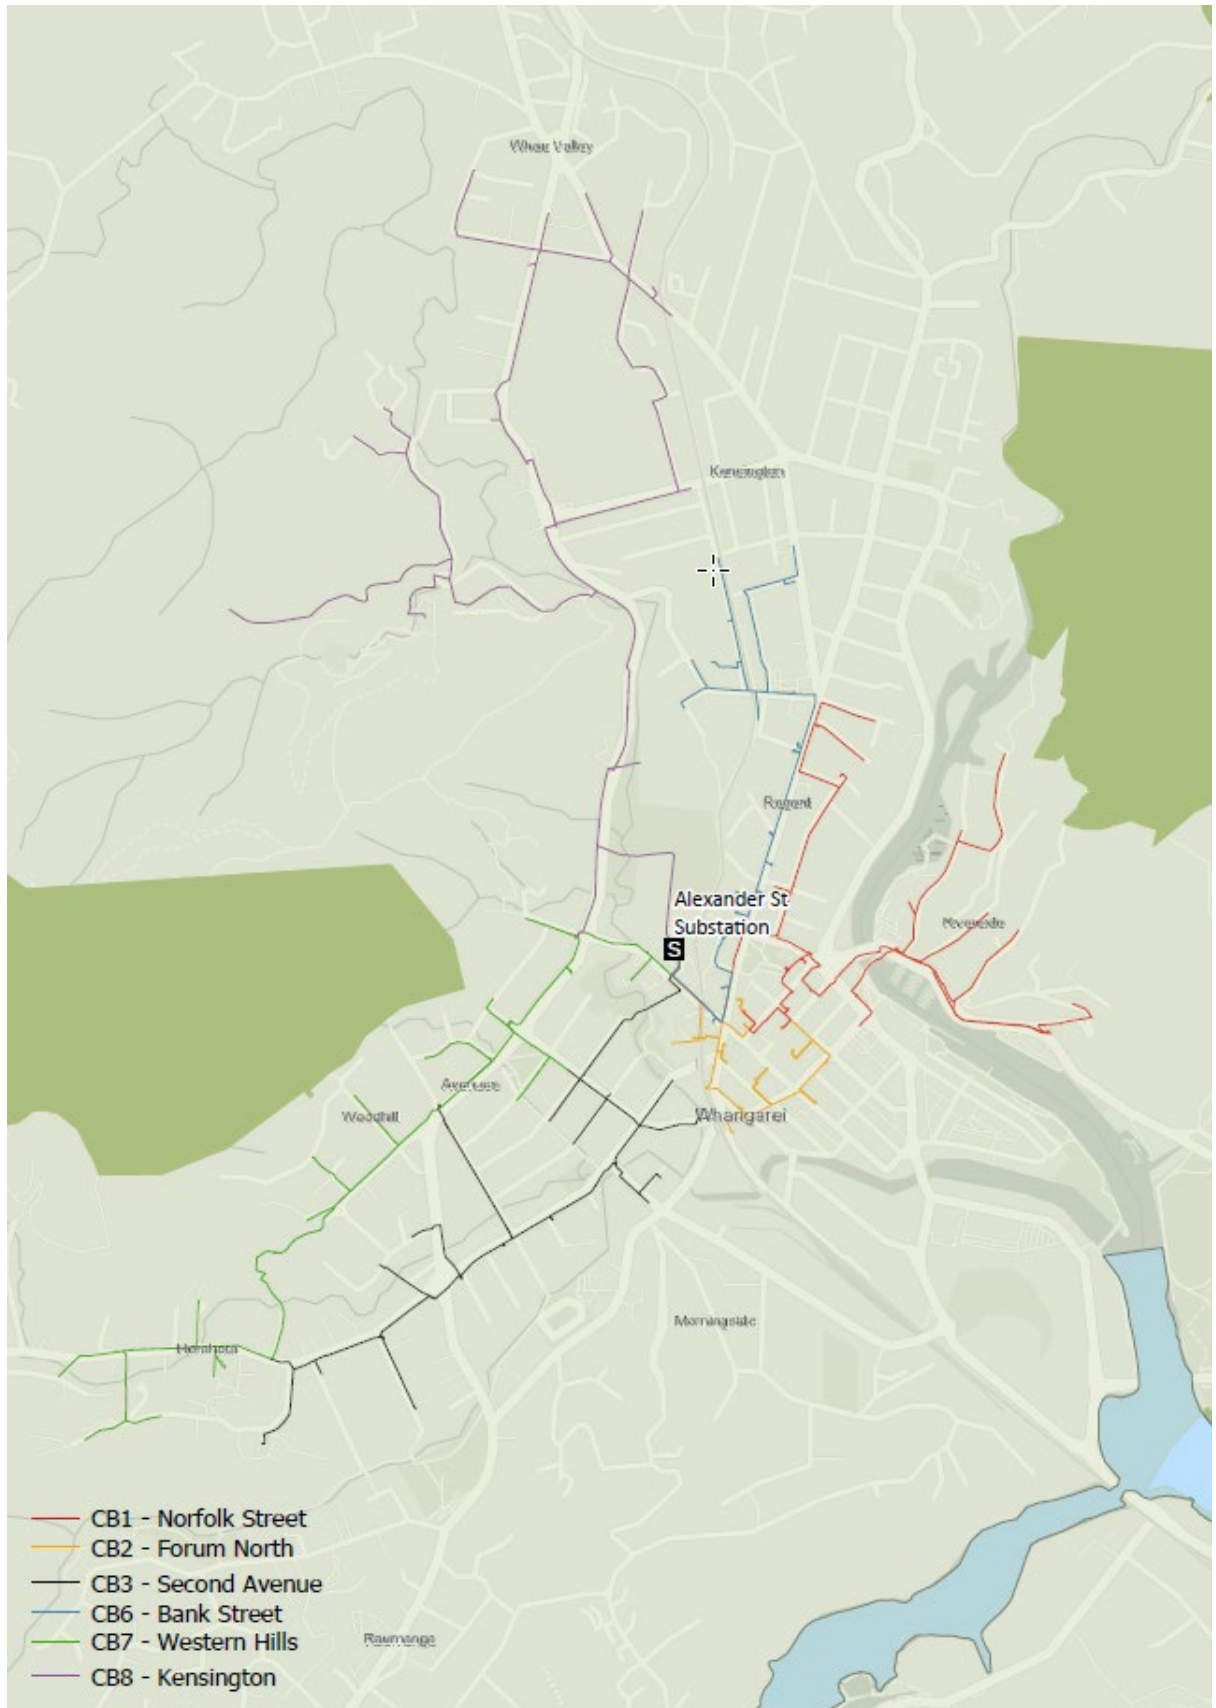 Whau Valley
Kensington
Regent
Alexander St
Substation
S
Riverside
Avenues
Woodhill
Whangarei
Morningside
Horahora
CB1 - Norfolk Street
CB2 - Forum North
CB3 - Second Avenue
CB6 - Bank Street
CB7 - Western Hills
CB8 - Kensington
Raumanga